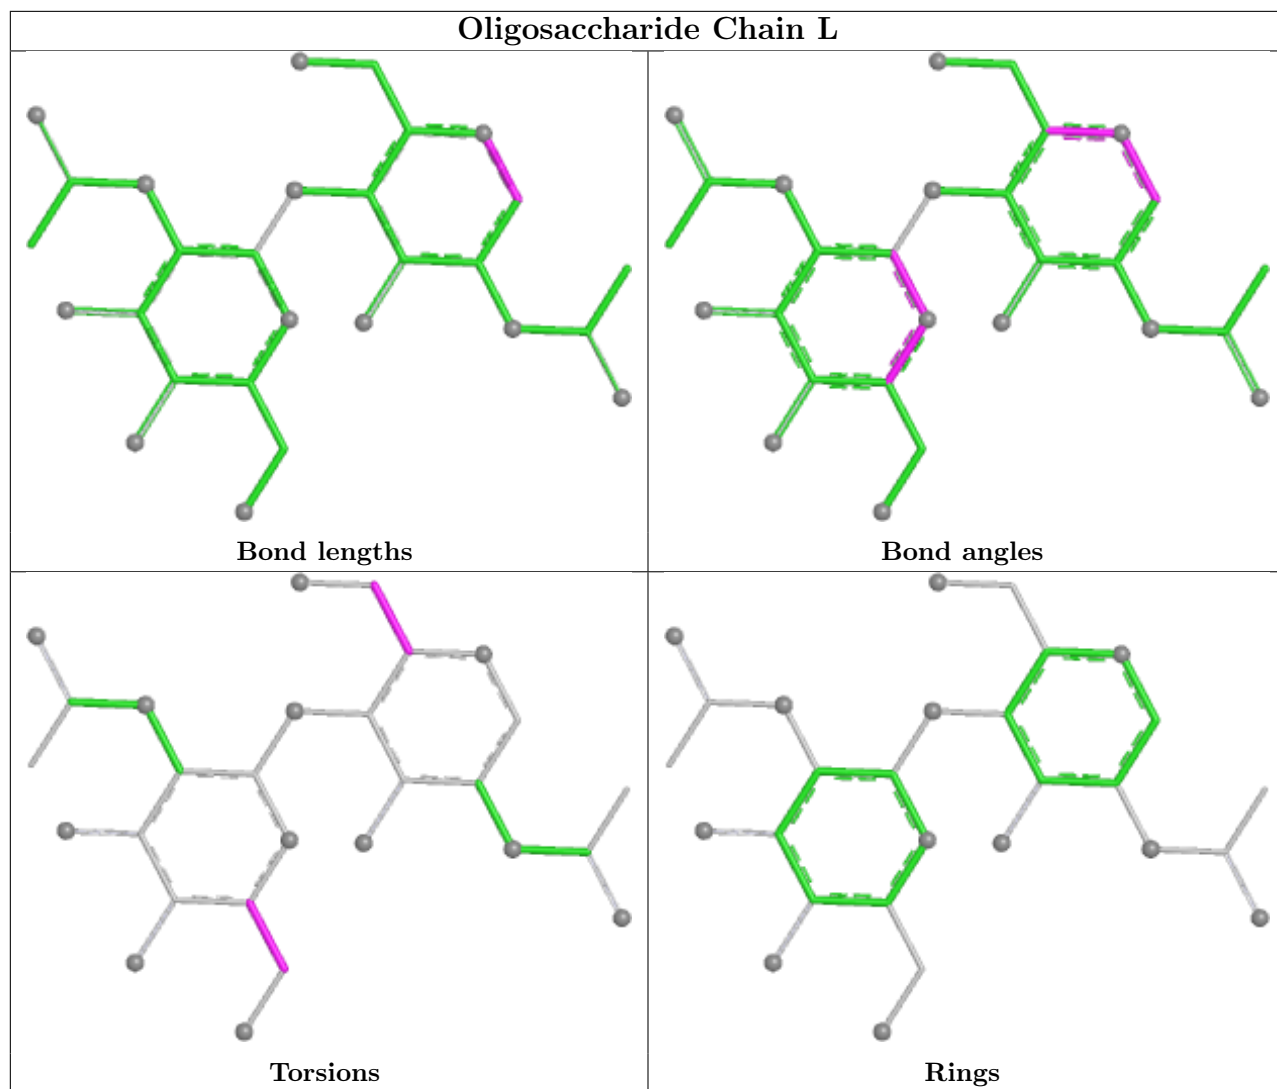 Oligosaccharide Chain L
Bond lengths
Bond angles
Torsions
Rings